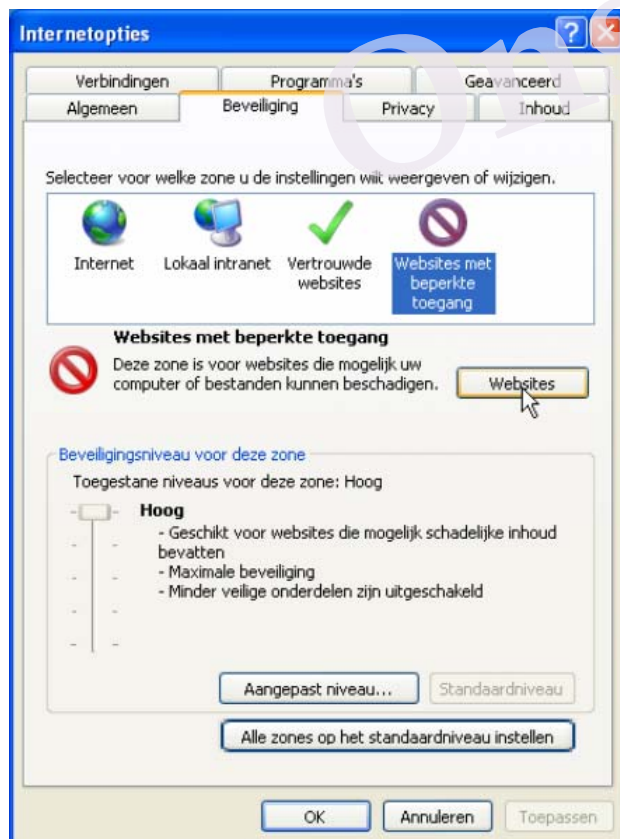 Internetopties
Verbindingen Programma's Geavanceerd
Algemeen Beveiliging Privacy Inhoud
Selecteer voor welke zone u de instellingen wilt weergeven of wijzigen.
Internet Lokaal intranet Vertrouwde websites Websites met beperkte toegang
Websites met beperkte toegang
Deze zone is voor websites die mogelijk uw
computer of bestanden kunnen beschadigen.
Websites
Beveiligingsniveau voor deze zone
Toegestane niveaus voor deze zone: Hoog
Hoog
- Geschikt voor websites die mogelijk schadelijke inhoud
bevatten
- Maximale beveiliging
- Minder veilige onderdelen zijn uitgeschakeld
Aangepast niveau... Standaardniveau
Alle zones op het standaardniveau instellen
OK Annuleren Toepassen